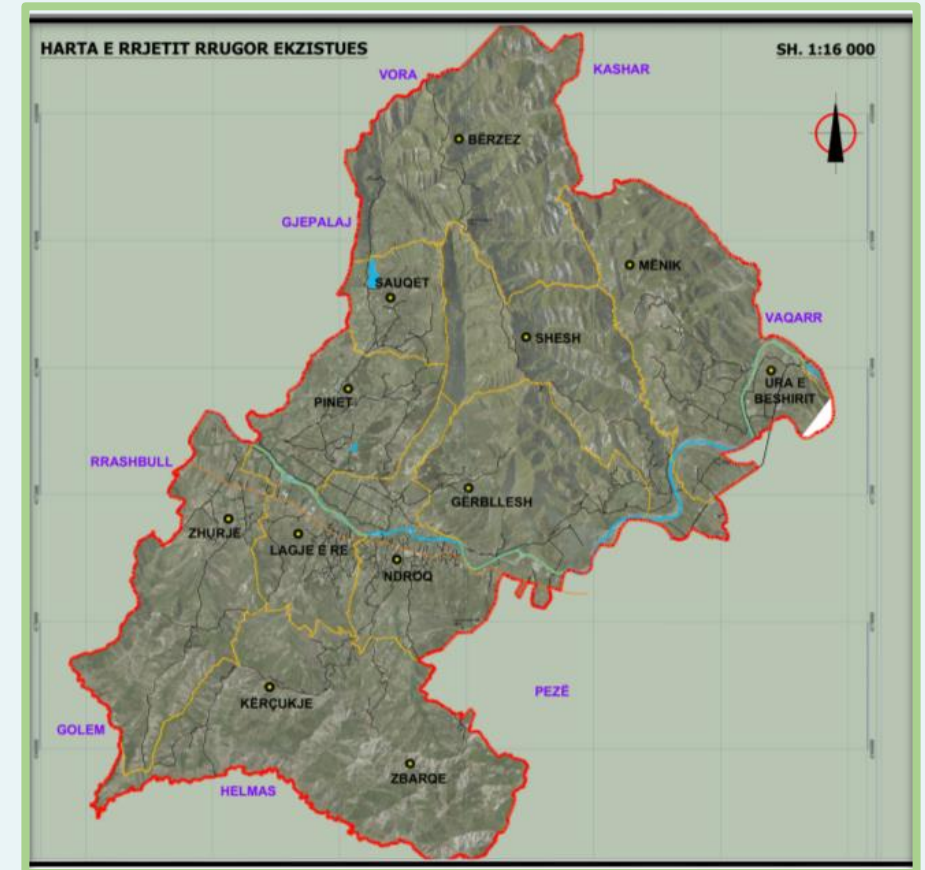 HARTA E RRJETIT RRUGOR EKZISTUES
SH. 1:16 000
VORA
KASHAR
BËRZEZ
GJEPALAJ
MËNIK
SAUQET
VAQARR
SHESH
URA E
BESHIRIT
PINET
RRASHBULL
GËRBLLESH
ZHURJE
LAGJE E RE
NDROQ
KËRÇUKJE
PEZË
GOLEM
ZBARQE
HELMAS